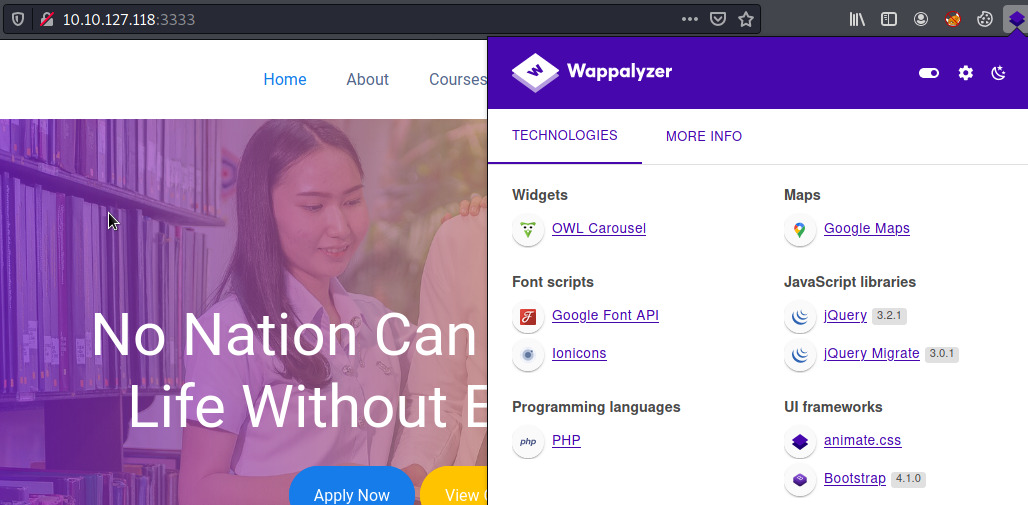 10.10.127.118:3333
Wappalyzer
Home About Courses
TECHNOLOGIES MORE INFO
Widgets
OWL Carousel
Maps
Google Maps
Font scripts
Google Font API
Ionicons
JavaScript libraries
jQuery 3.2.1
jQuery Migrate 3.0.1
No Nation Can
Life Without E
Programming languages
php PHP
UI frameworks
animate.css
Bootstrap 4.1.0
Apply Now View